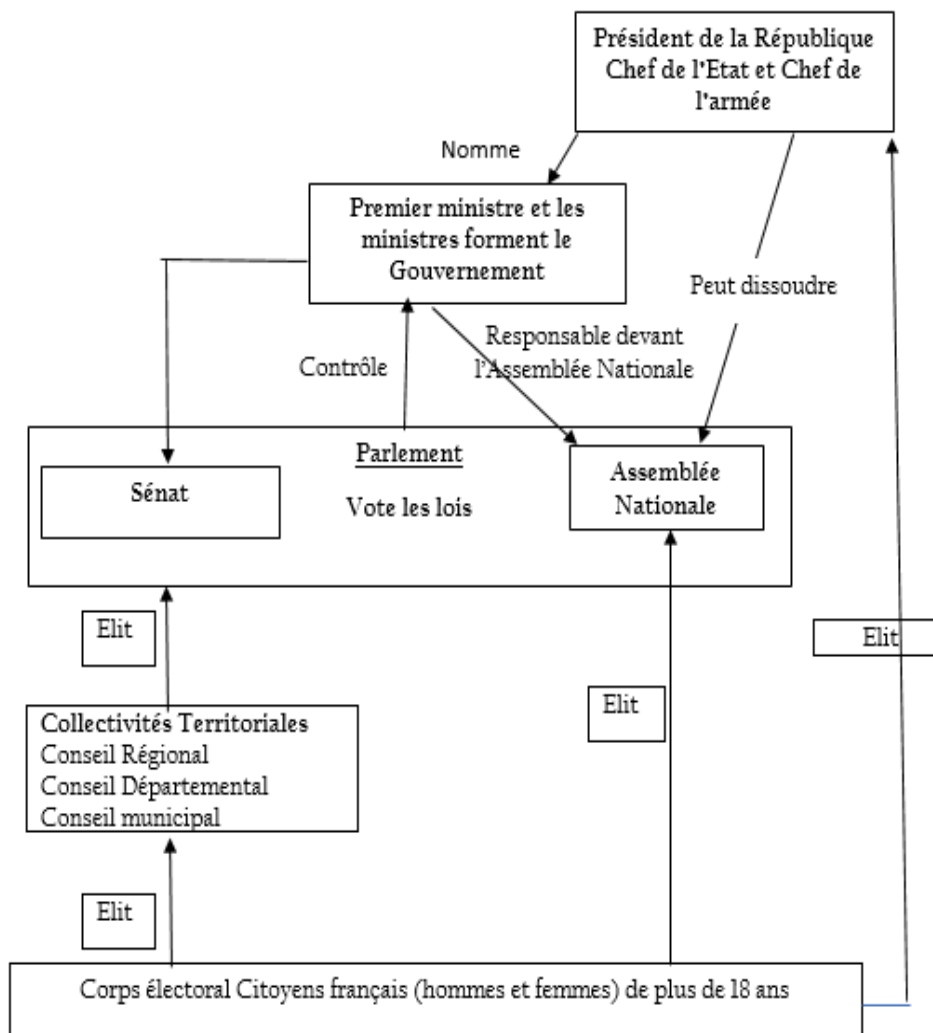 Président de la République
Chef de l'Etat et Chef de
l'armée
Nomme
Premier ministre et les
ministres forment le
Gouvernement
Peut dissoudre
Responsable devant
l'Assemblée Nationale
Contrôle
Parlement
Sénat
Vote les lois
Assemblée
Nationale
Elit
Elit
Elit
Collectivités Territoriales
Conseil Régional
Conseil Départemental
Conseil municipal
Elit
Corps électoral Citoyens français (hommes et femmes) de plus de 18 ans